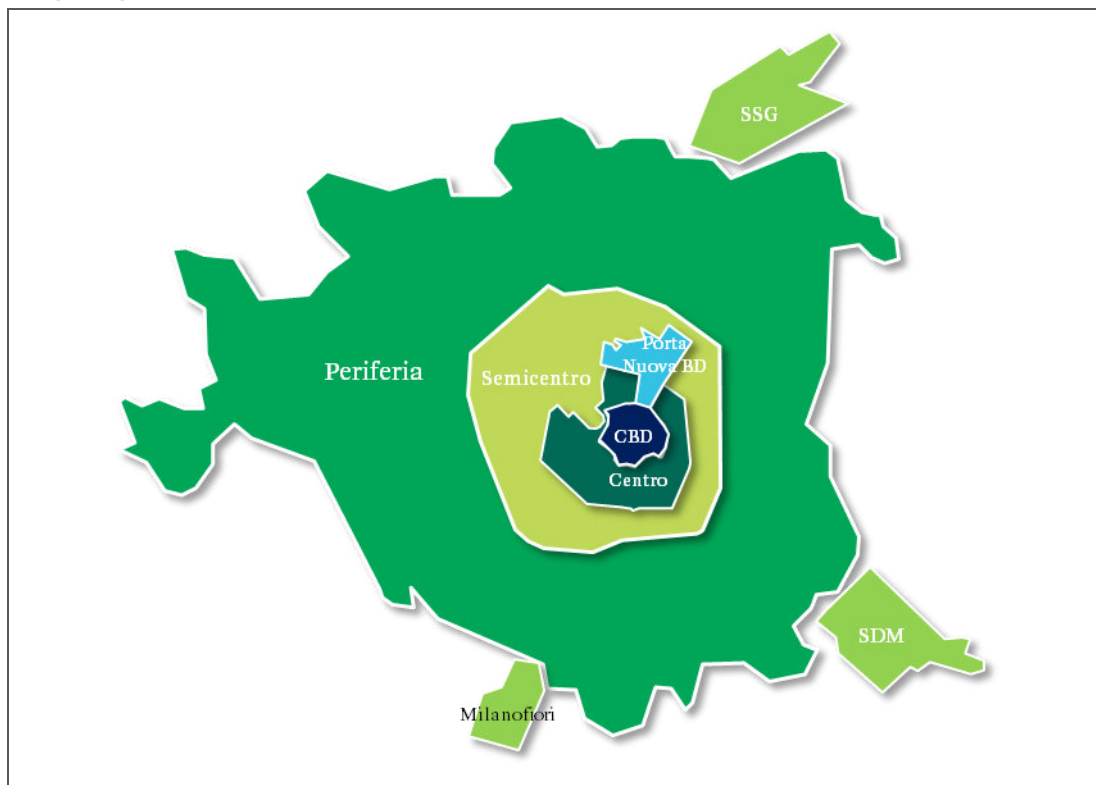 SSG
Porta
Nuova BD
Periferia
Semicentro
CBD
Centro
SDM
Milanofiori